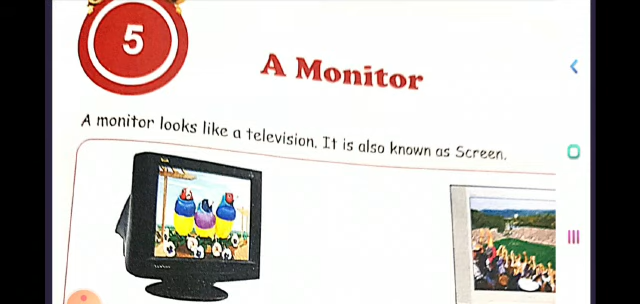 5
A Monitor
A monitor looks like a television. It is also known as Screen.